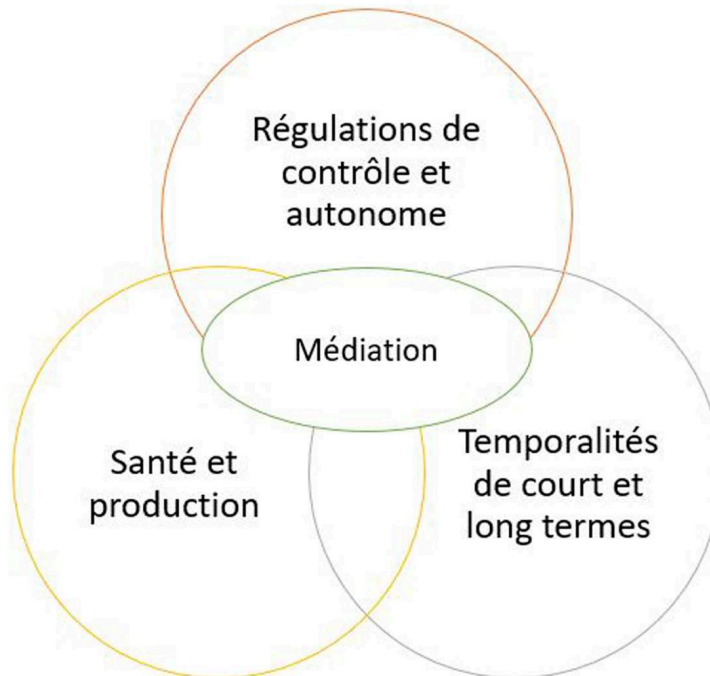 Régulations de
contrôle et
autonome
Médiation
Santé et
production
Temporalités
de court et
long termes